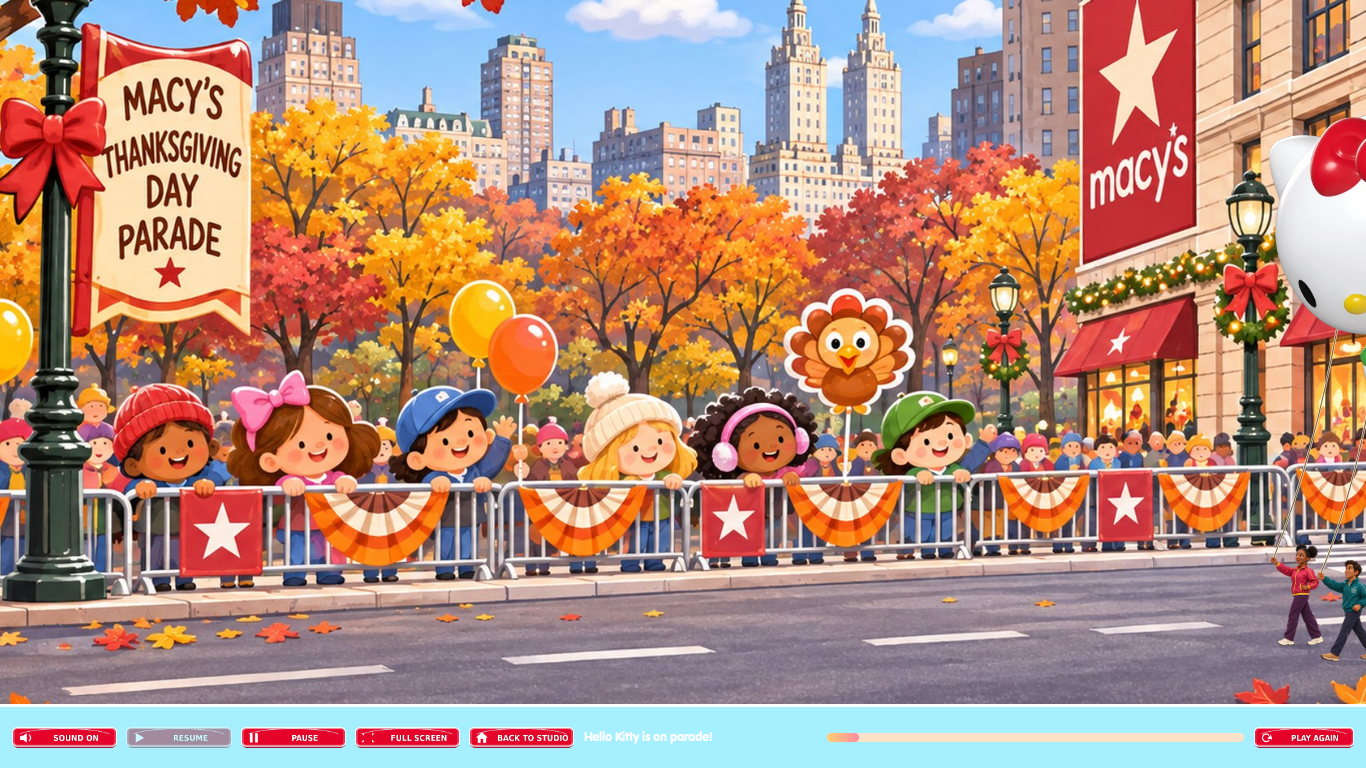 MACY'S
THANKSGIVING
DAY
PARADE
macy's
SOUND ON
RESUME
PAUSE
FULL SCREEN
BACK TO STUDIO
Hello Kitty is on parade!
PLAY AGAIN